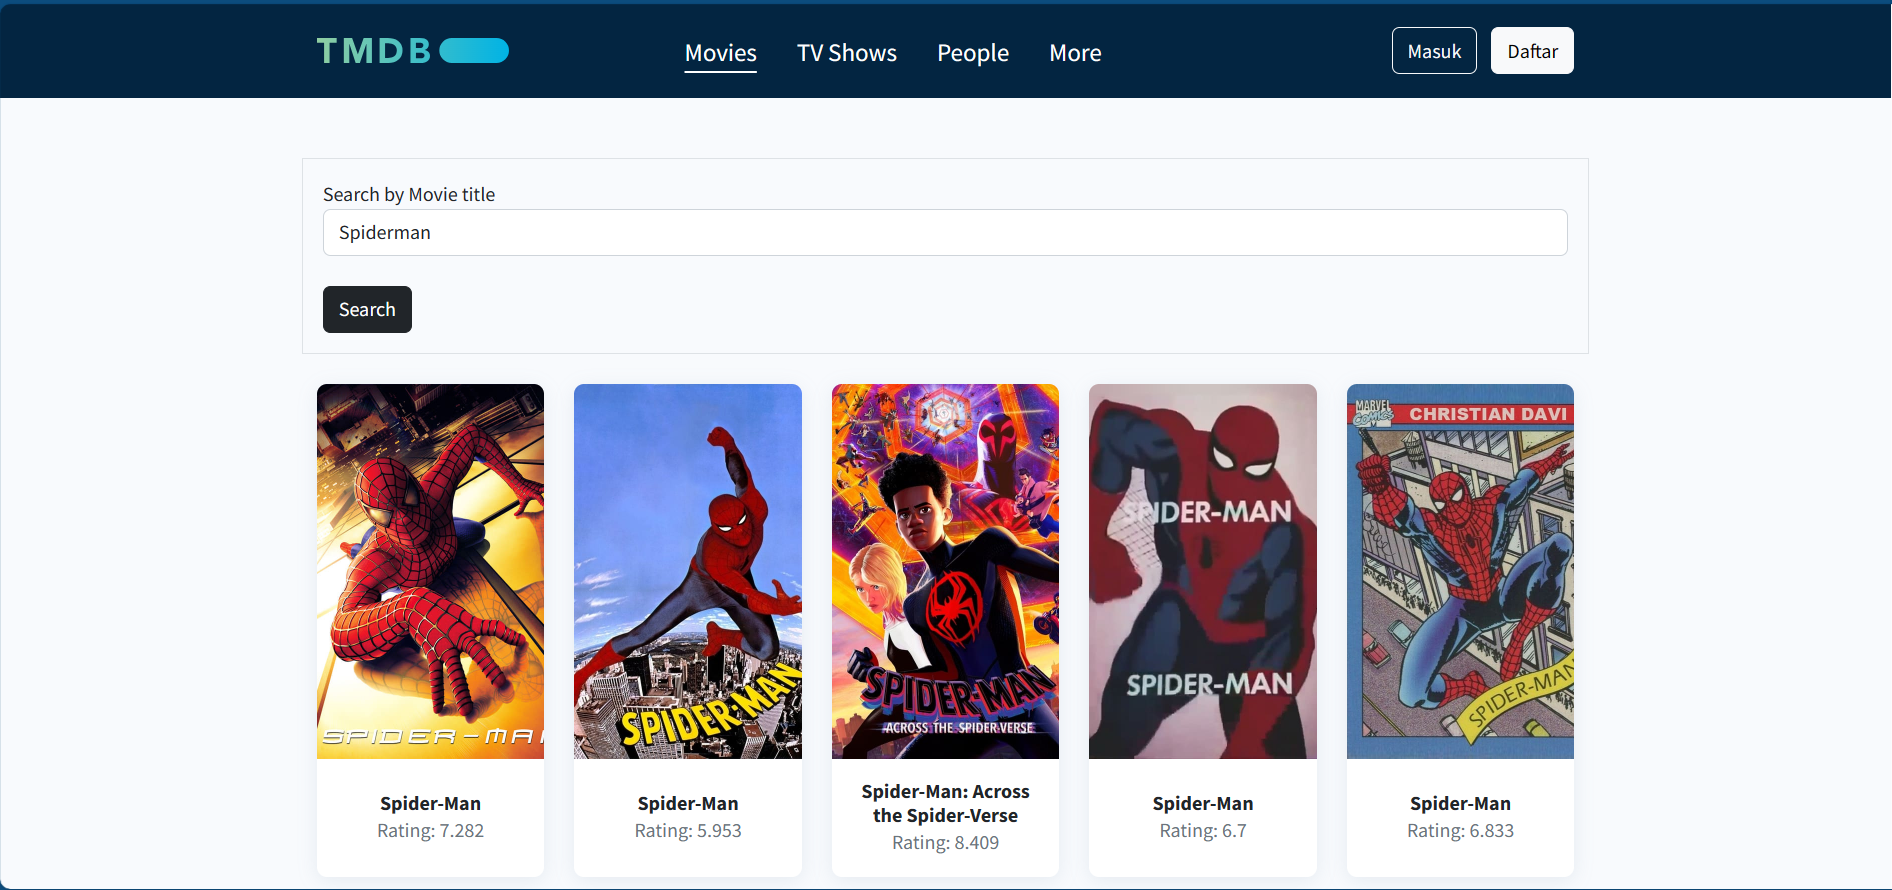 TMDB
Movies TV Shows People More
Masuk Daftar
Search by Movie title
Spiderman
Search
SPIDER-MAN
SPIDER-MAN
SPIDER-MAN
ACROSS THE SPIDER-VERSE
SPIDER-MAN
SPIDER-MAN
MARVEL COMICS
CHRISTIAN DAVI
SPIDER-MAN
Spider-Man
Rating: 7.282
Spider-Man
Rating: 5.953
Spider-Man: Across
the Spider-Verse
Rating: 8.409
Spider-Man
Rating: 6.7
Spider-Man
Rating: 6.833